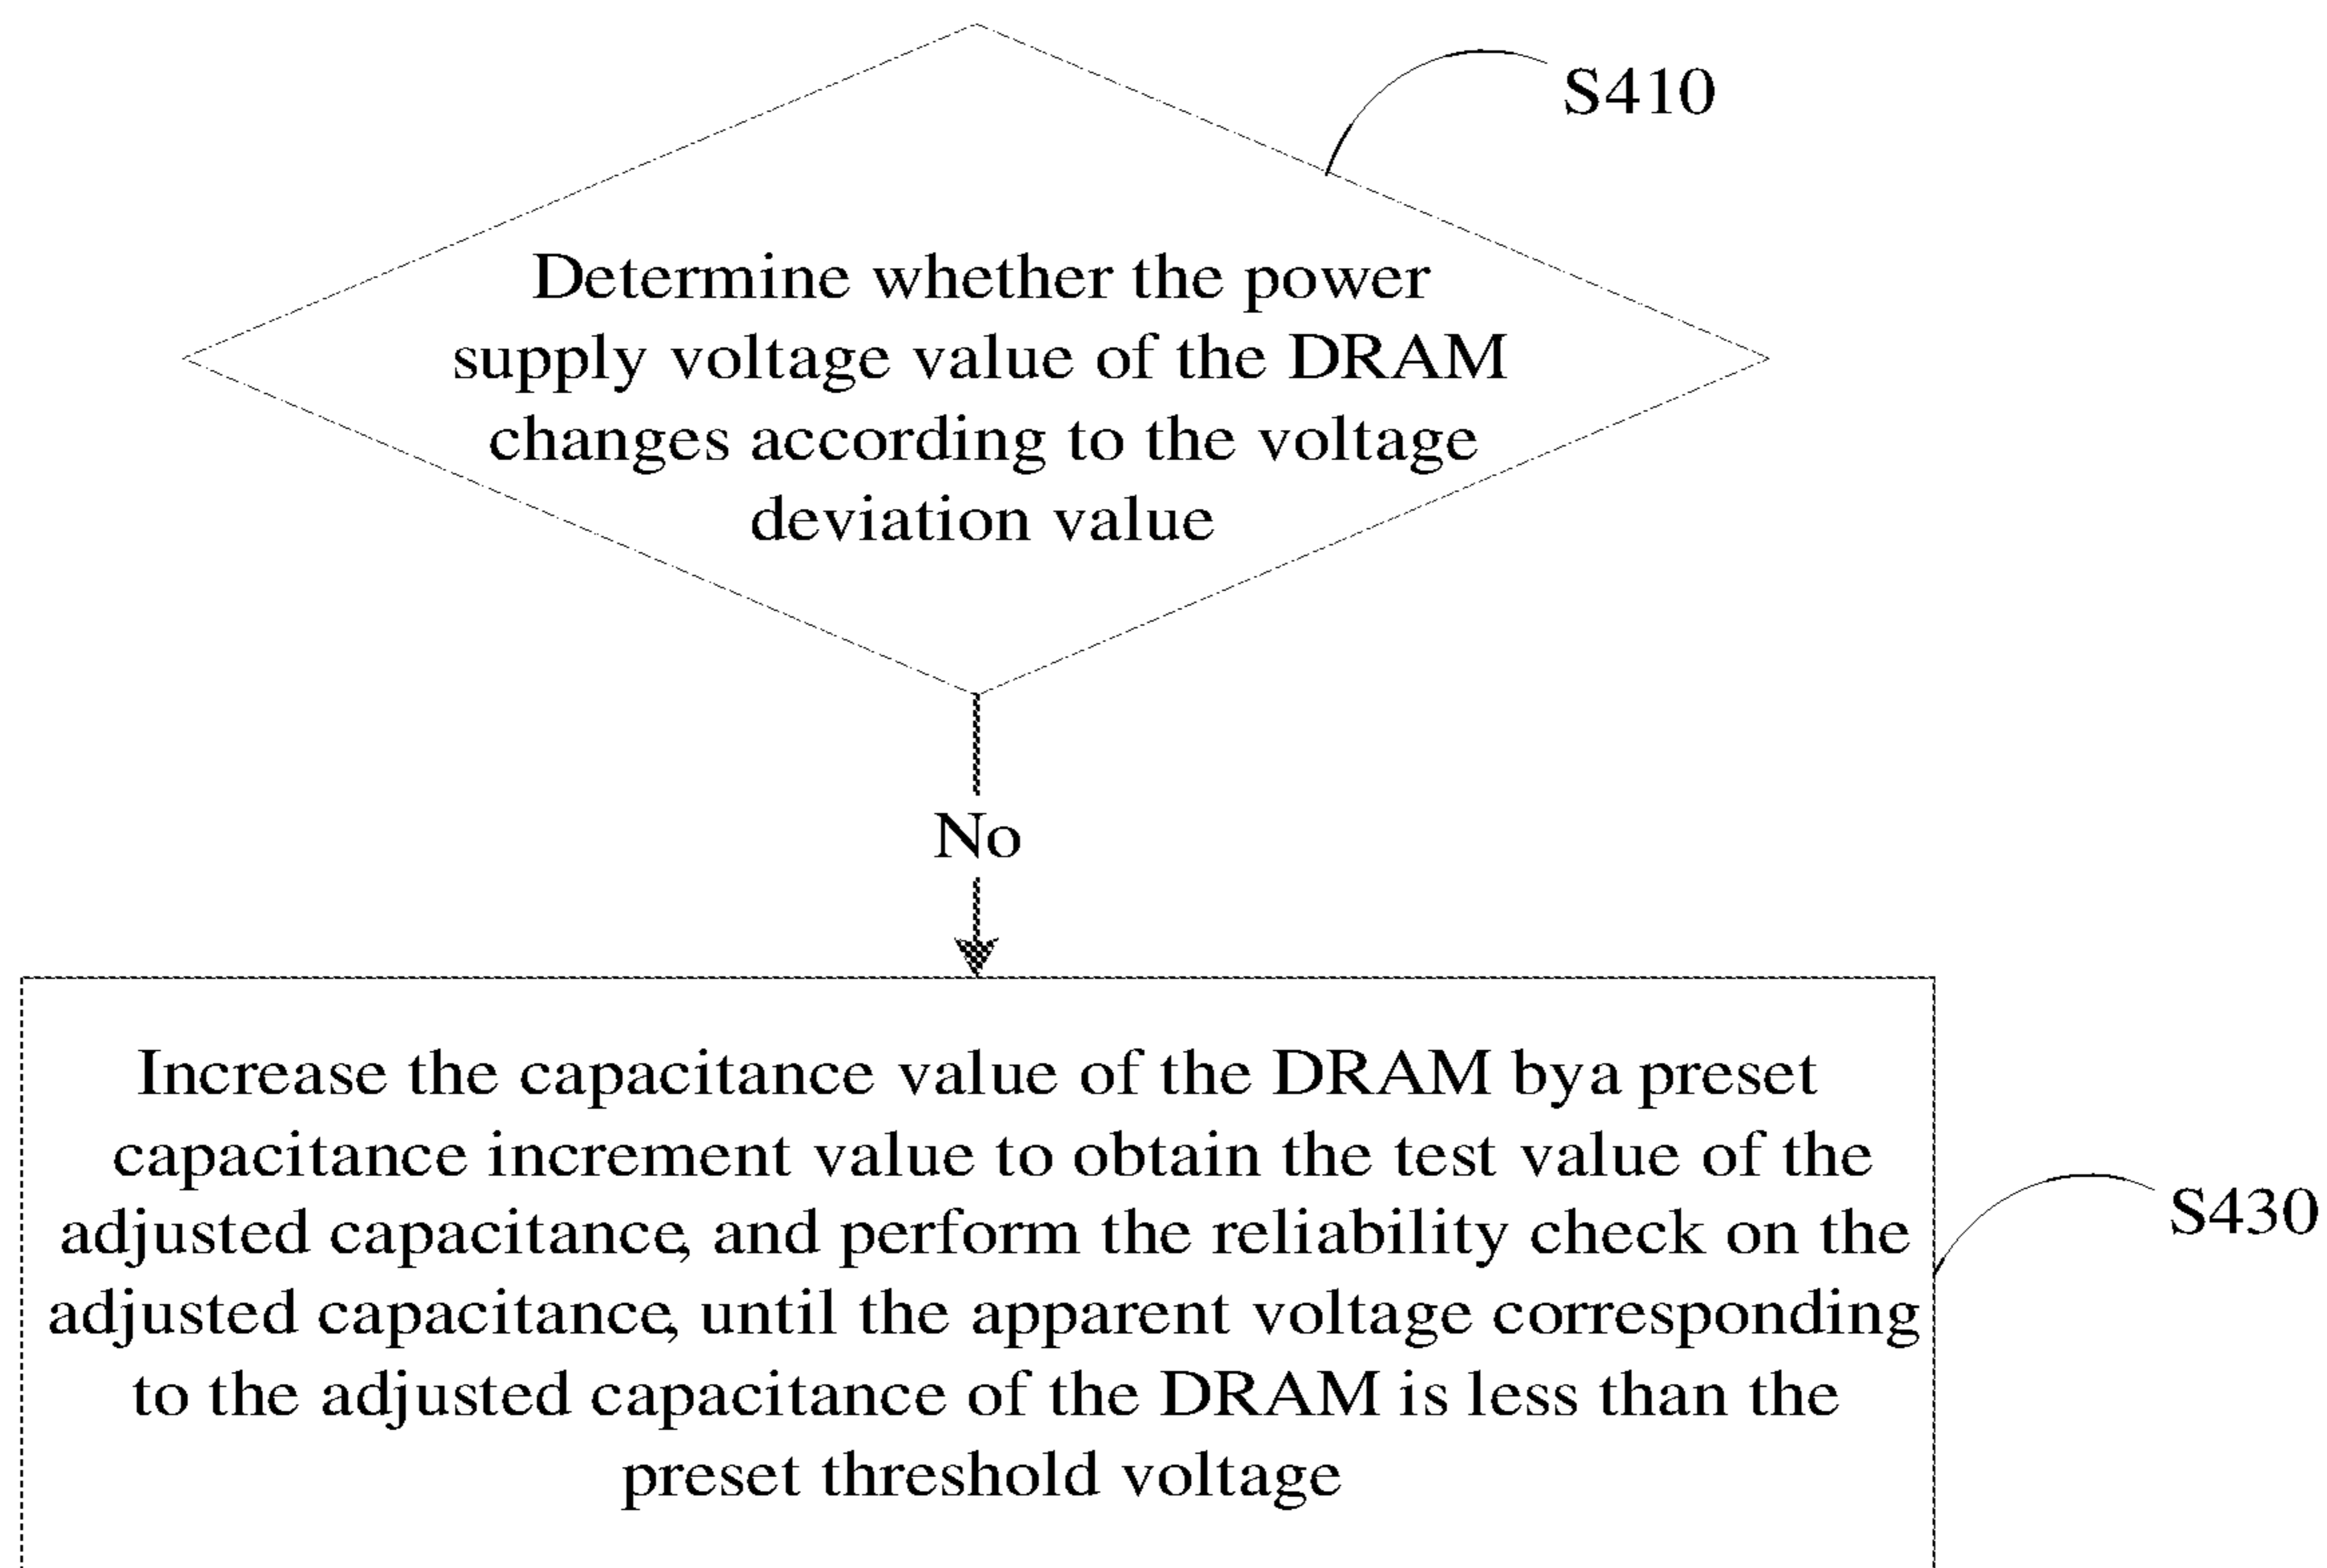 S410
Determine whether the power
supply voltage value of the DRAM
changes according to the voltage
deviation value
No
Increase the capacitance value of the DRAM bya preset
capacitance increment value to obtain the test value of the
adjusted capacitance, and perform the reliability check on the
adjusted capacitance, until the apparent voltage corresponding
to the adjusted capacitance of the DRAM is less than the
preset threshold voltage
S430